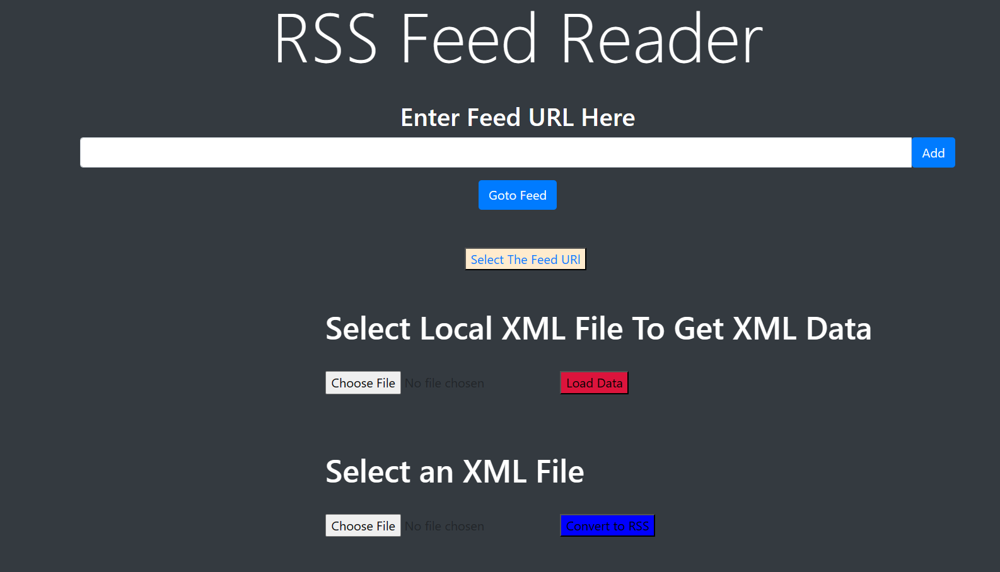 RSS Feed Reader
Enter Feed URL Here
Add
Goto Feed
Select The Feed URl
Select Local XML File To Get XML Data
Choose File No file chosen Load Data
Select an XML File
Choose File No file chosen Convert to RSS